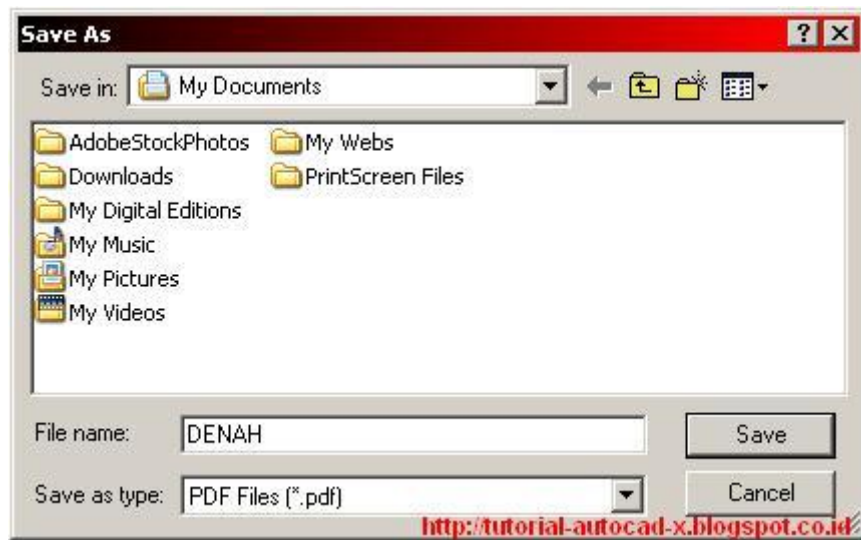 Save As
Save in: My Documents
AdobeStockPhotos
Downloads
My Digital Editions
My Music
My Pictures
My Videos
My Webs
PrintScreen Files
File name: DENAH
Save
Save as type: PDF Files (*.pdf)
Cancel
http://tutorial-autocad-x.blogspot.co.id